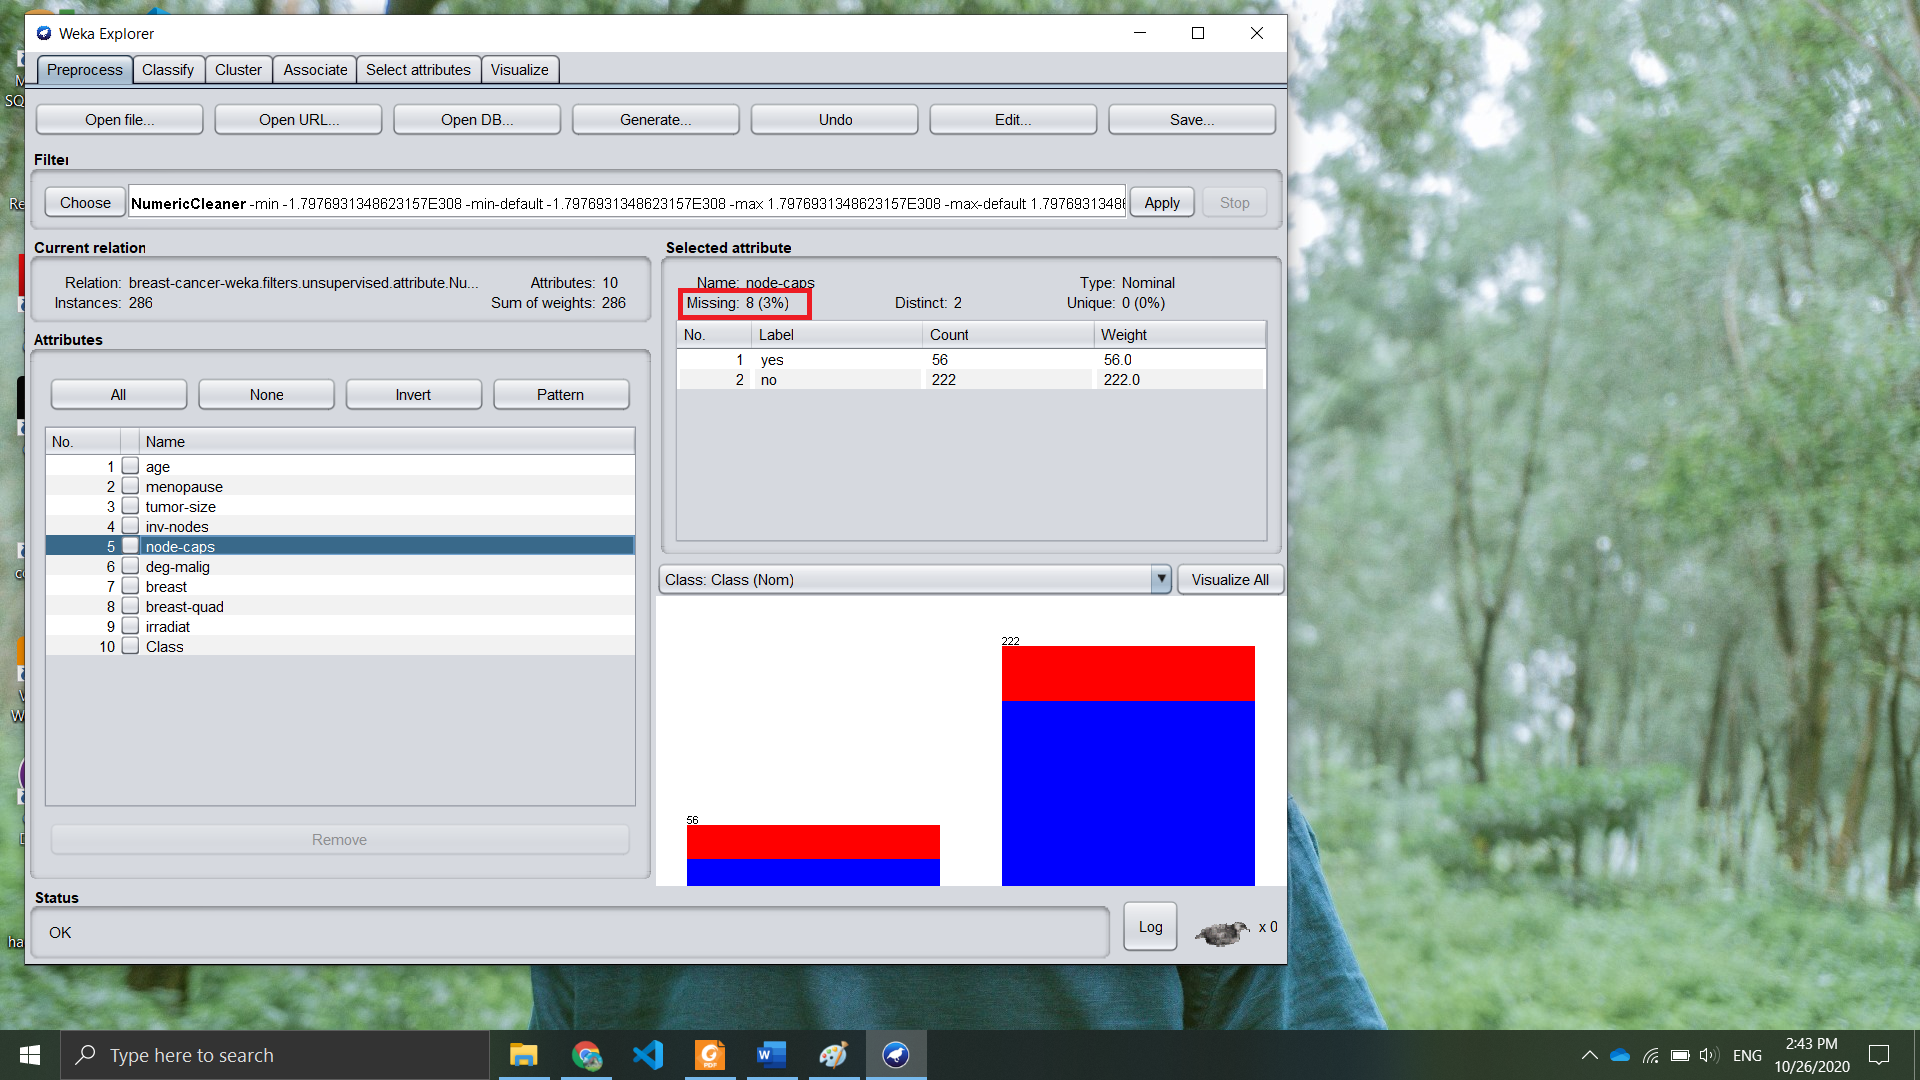 Weka Explorer
Preprocess Classify Cluster Associate Select attributes Visualize
Open file... Open URL... Open DB... Generate... Undo Edit... Save...
Filter
Choose NumericCleaner -min -1.7976931348623157E308 -min-default -1.7976931348623157E308 -max 1.7976931348623157E308 -max-default 1.79769313486
Apply Stop
Current relation
Relation: breast-cancer-weka.filters.unsupervised.attribute.Nu... Attributes: 10
Instances: 286 Sum of weights: 286
Attributes
All None Invert Pattern
No. Name
1 age
2 menopause
3 tumor-size
4 inv-nodes
5 node-caps
6 deg-malig
7 breast
8 breast-quad
9 irradiat
10 Class
Remove
Selected attribute
Name: node-caps Type: Nominal
Missing: 8 (3%) Distinct: 2 Unique: 0 (0%)
No. Label Count Weight
1 yes 56 56.0
2 no 222 222.0
Class: Class (Nom) Visualize All
222
56
Status
OK
Log x 0
Type here to search
ENG
2:43 PM
10/26/2020